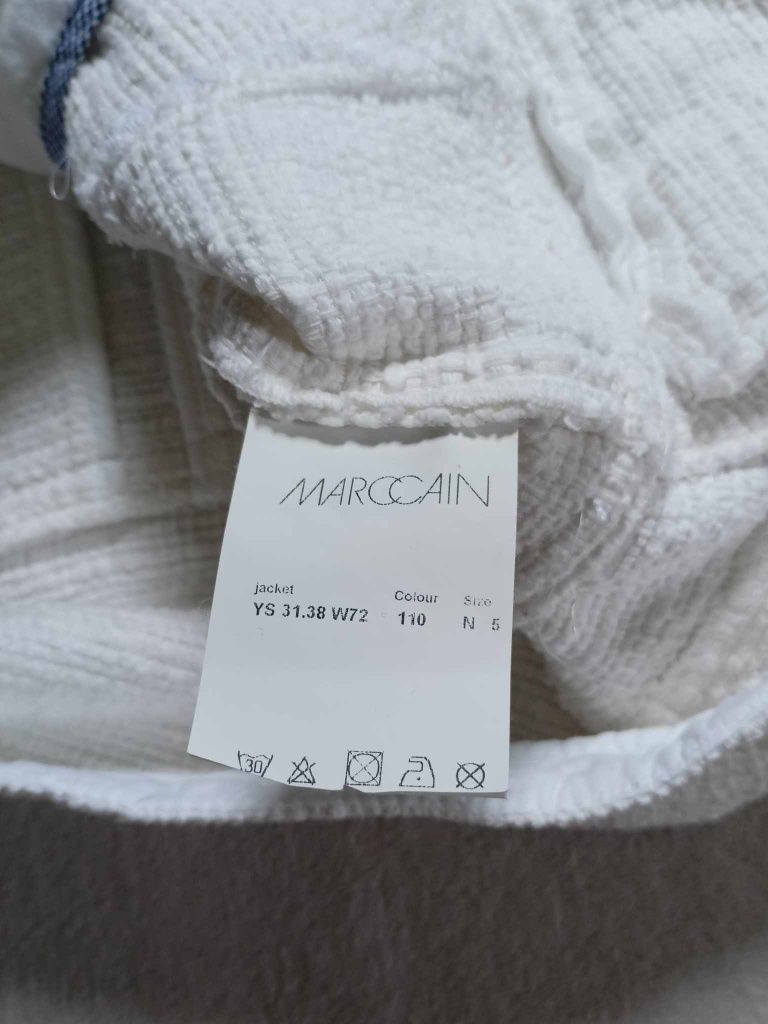 MARCCAIN
jacket Colour Size
YS 31.38 W72 110 N 5
30